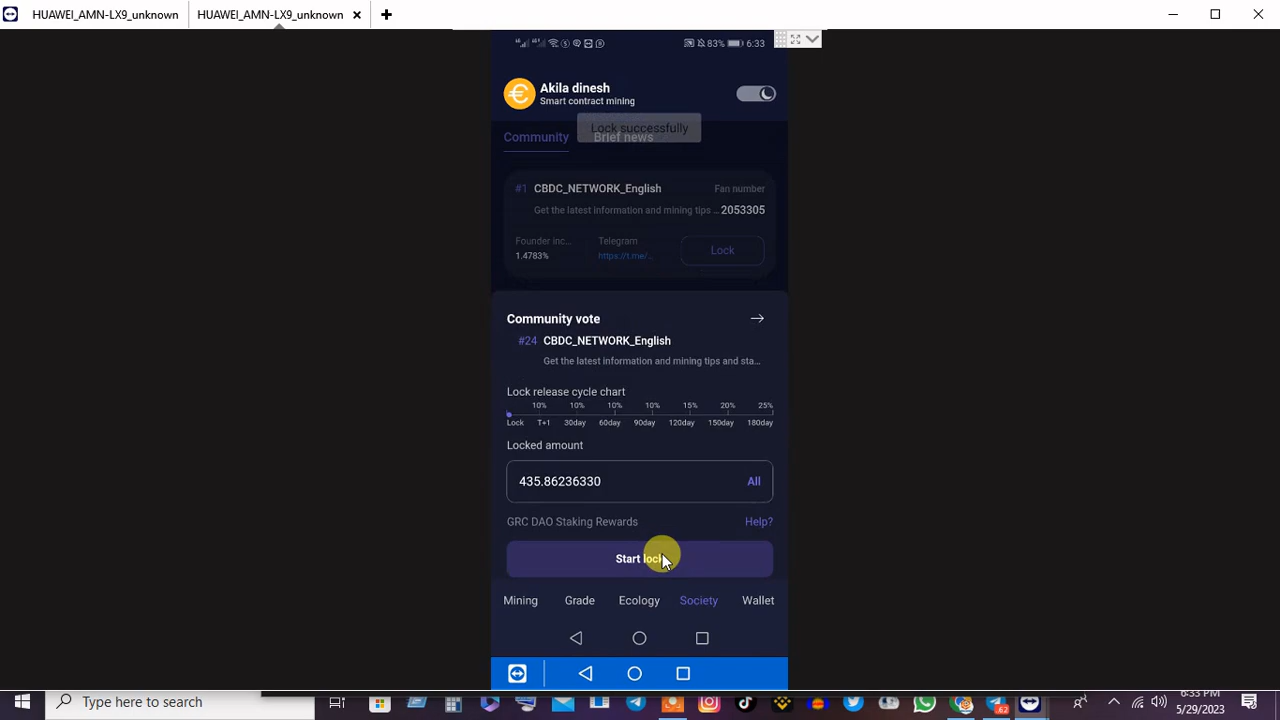 HUAWEI_AMN-LX9_unknown
HUAWEI_AMN-LX9_unknown
83% 6:33
Akila dinesh
Smart contract mining
Lock successfully
Community Brief news
#1 CBDC_NETWORK_English Fan number
Get the latest information and mining tips ... 2053305
Founder inc... Telegram
1.4783% https://t.me/... Lock
Community vote
#24 CBDC_NETWORK_English
Get the latest information and mining tips and sta...
Lock release cycle chart
10% 10% 10% 10% 15% 20% 25%
Lock T+1 30day 60day 90day 120day 150day 180day
Locked amount
435.86236330 All
GRC DAO Staking Rewards Help?
Start lock
Mining Grade Ecology Society Wallet
Type here to search
62
6:33 PM
5/29/2023